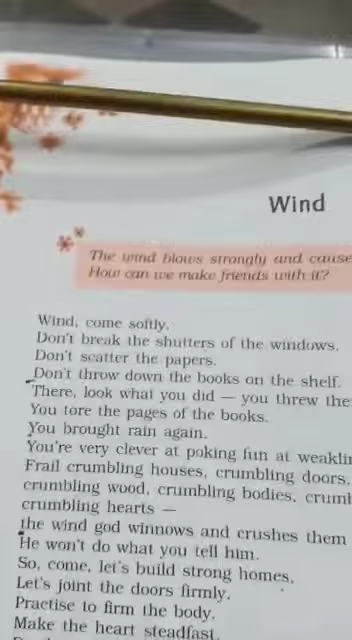 Wind
The wind blows strongly and cause
How can we make friends with it?
Wind, come softly.
Don't break the shutters of the windows.
Don't scatter the papers.
Don't throw down the books on the shelf.
There, look what you did — you threw the
You tore the pages of the books.
You brought rain again.
You're very clever at poking fun at
Frail crumbling houses, crumbling doors,
crumbling wood, crumbling bodies,
crumbling hearts —
the wind god winnows and crushes them
He won't do what you tell him.
So, come, let's build strong homes,
Let's joint the doors firmly.
Practise to firm the body.
Make the heart steadfast.